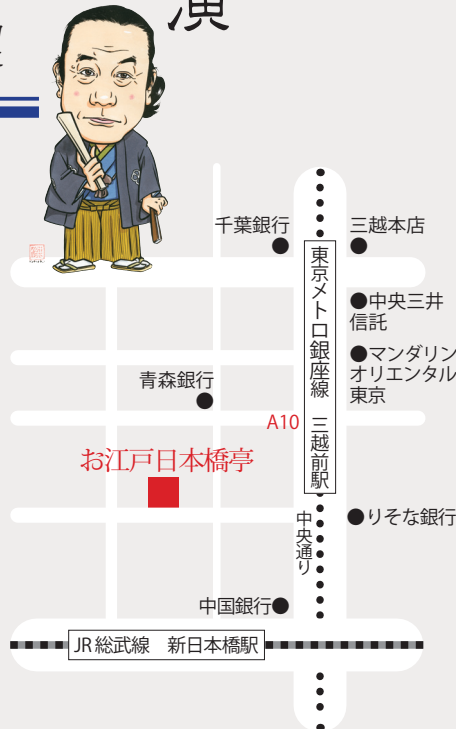 演
千葉銀行
三越本店
東京メトロ銀座線 三越前駅
中央三井
信託
マンダリン
オリエンタル
東京
青森銀行
A10
お江戸日本橋亭
りそな銀行
中央通り
中国銀行
JR総武線 新日本橋駅